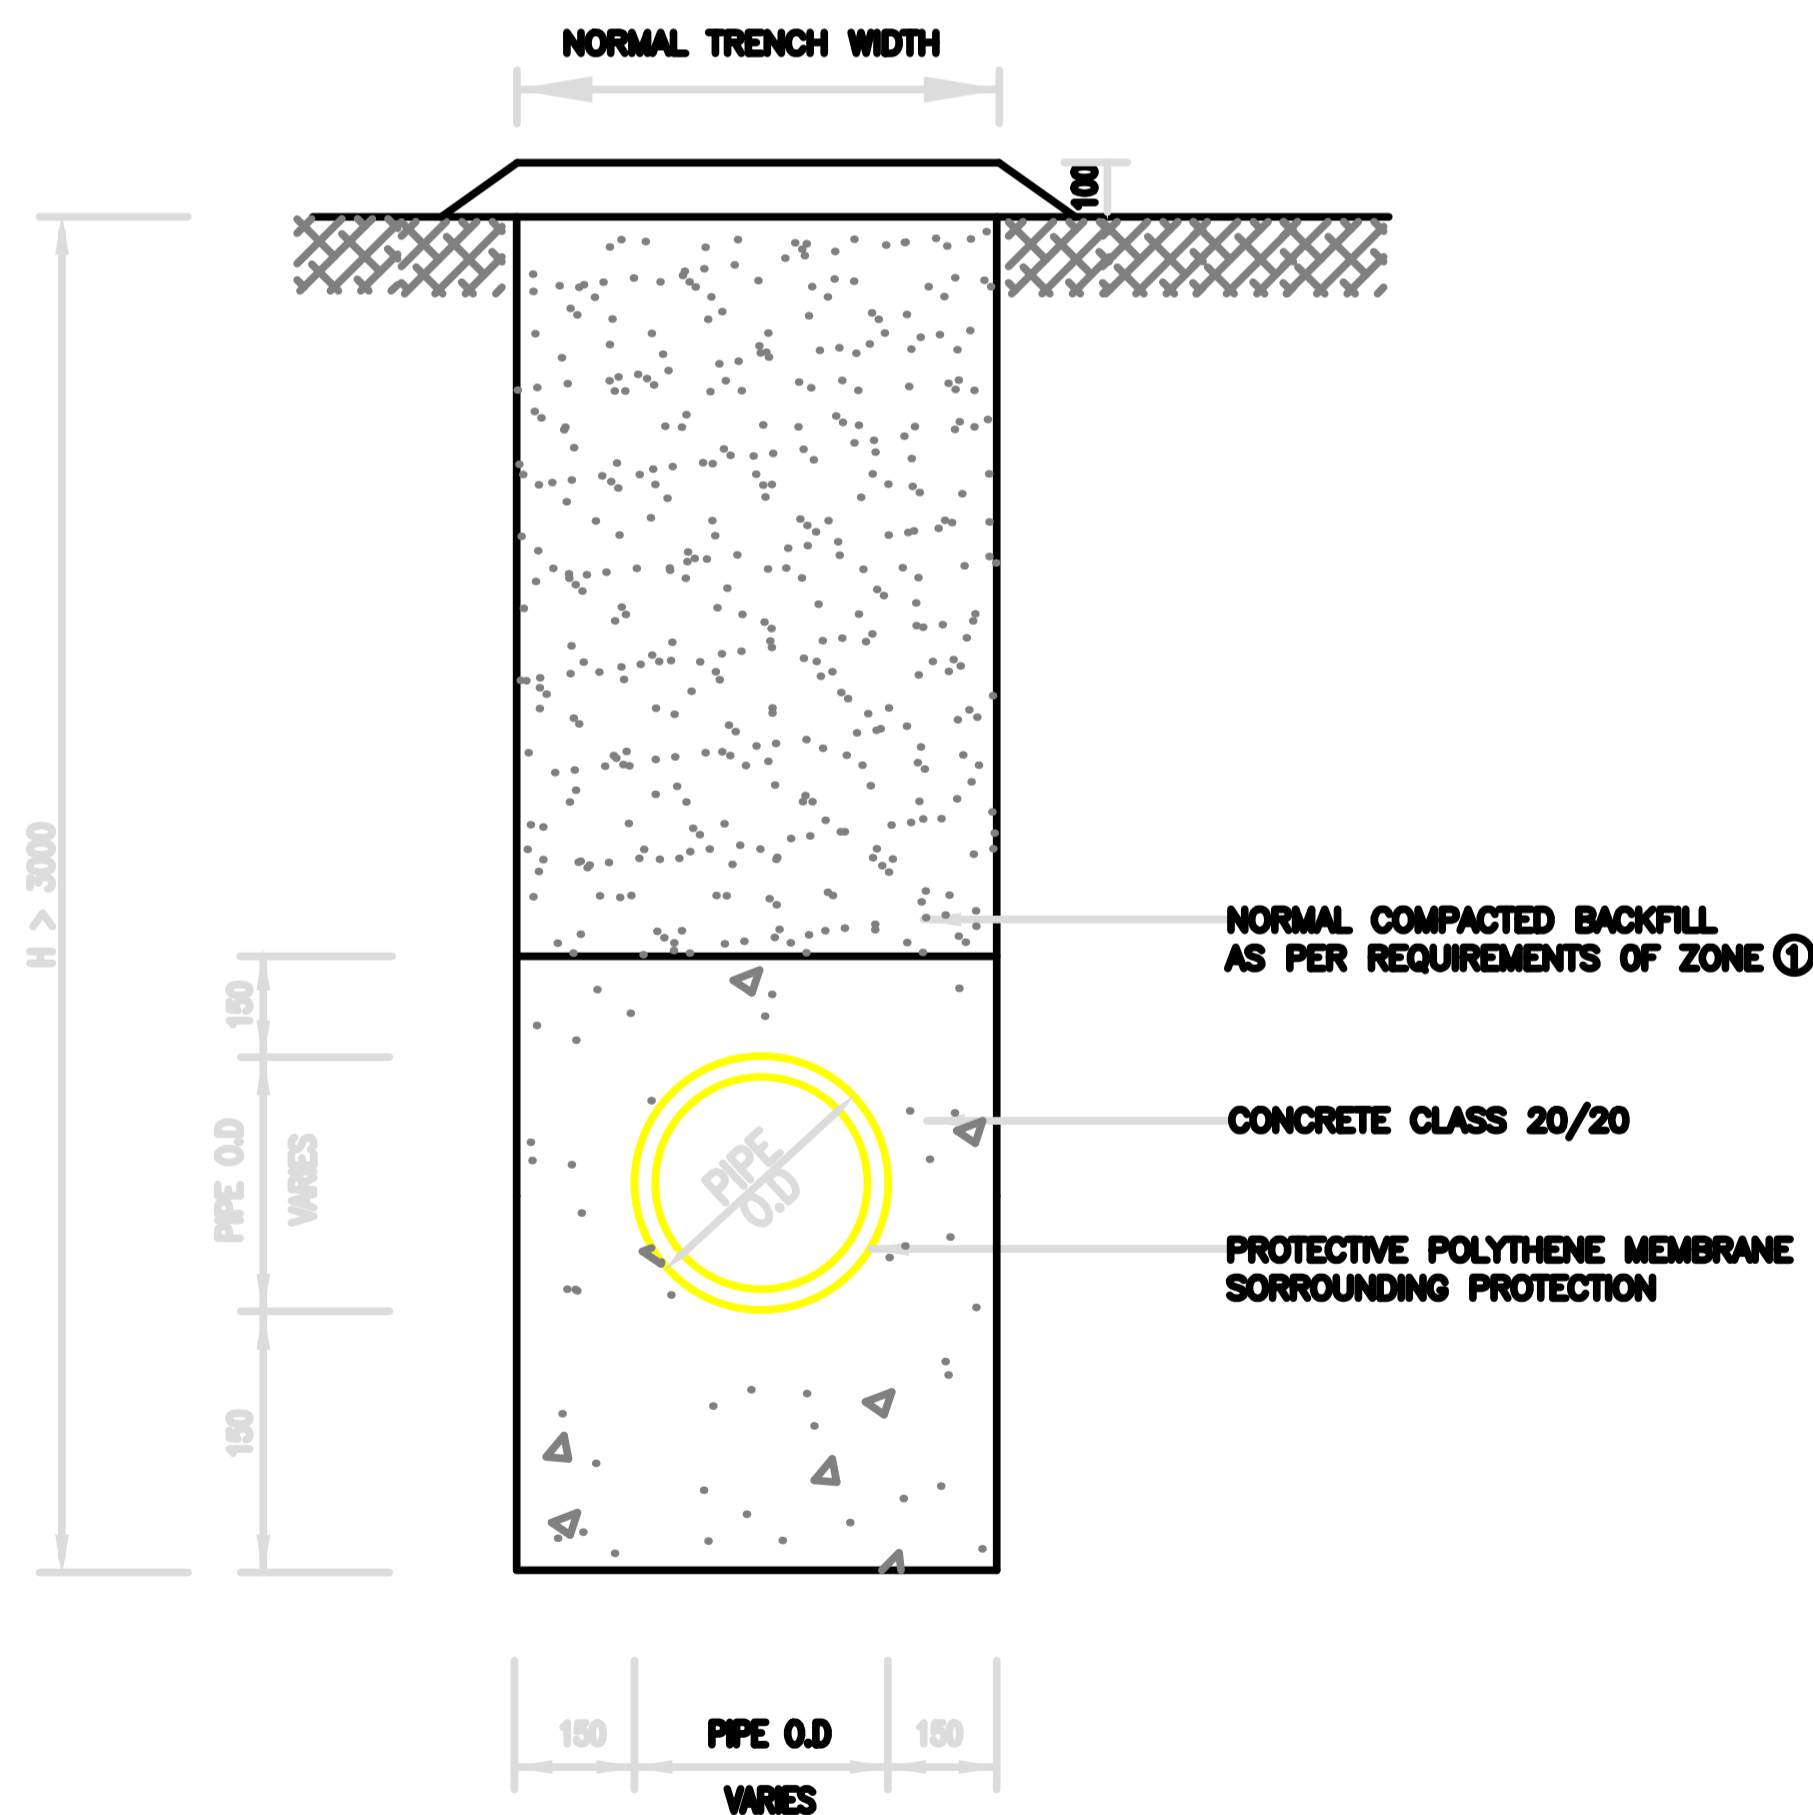 NORMAL TRENCH WIDTH
100
H > 3000
NORMAL COMPACTED BACKFILL
AS PER REQUIREMENTS OF ZONE 1
150
CONCRETE CLASS 20/20
PIPE O.D
VARIES
PIPE
O.D
PROTECTIVE POLYTHENE MEMBRANE
SORROUNDING PROTECTION
150
150
PIPE O.D
150
VARIES